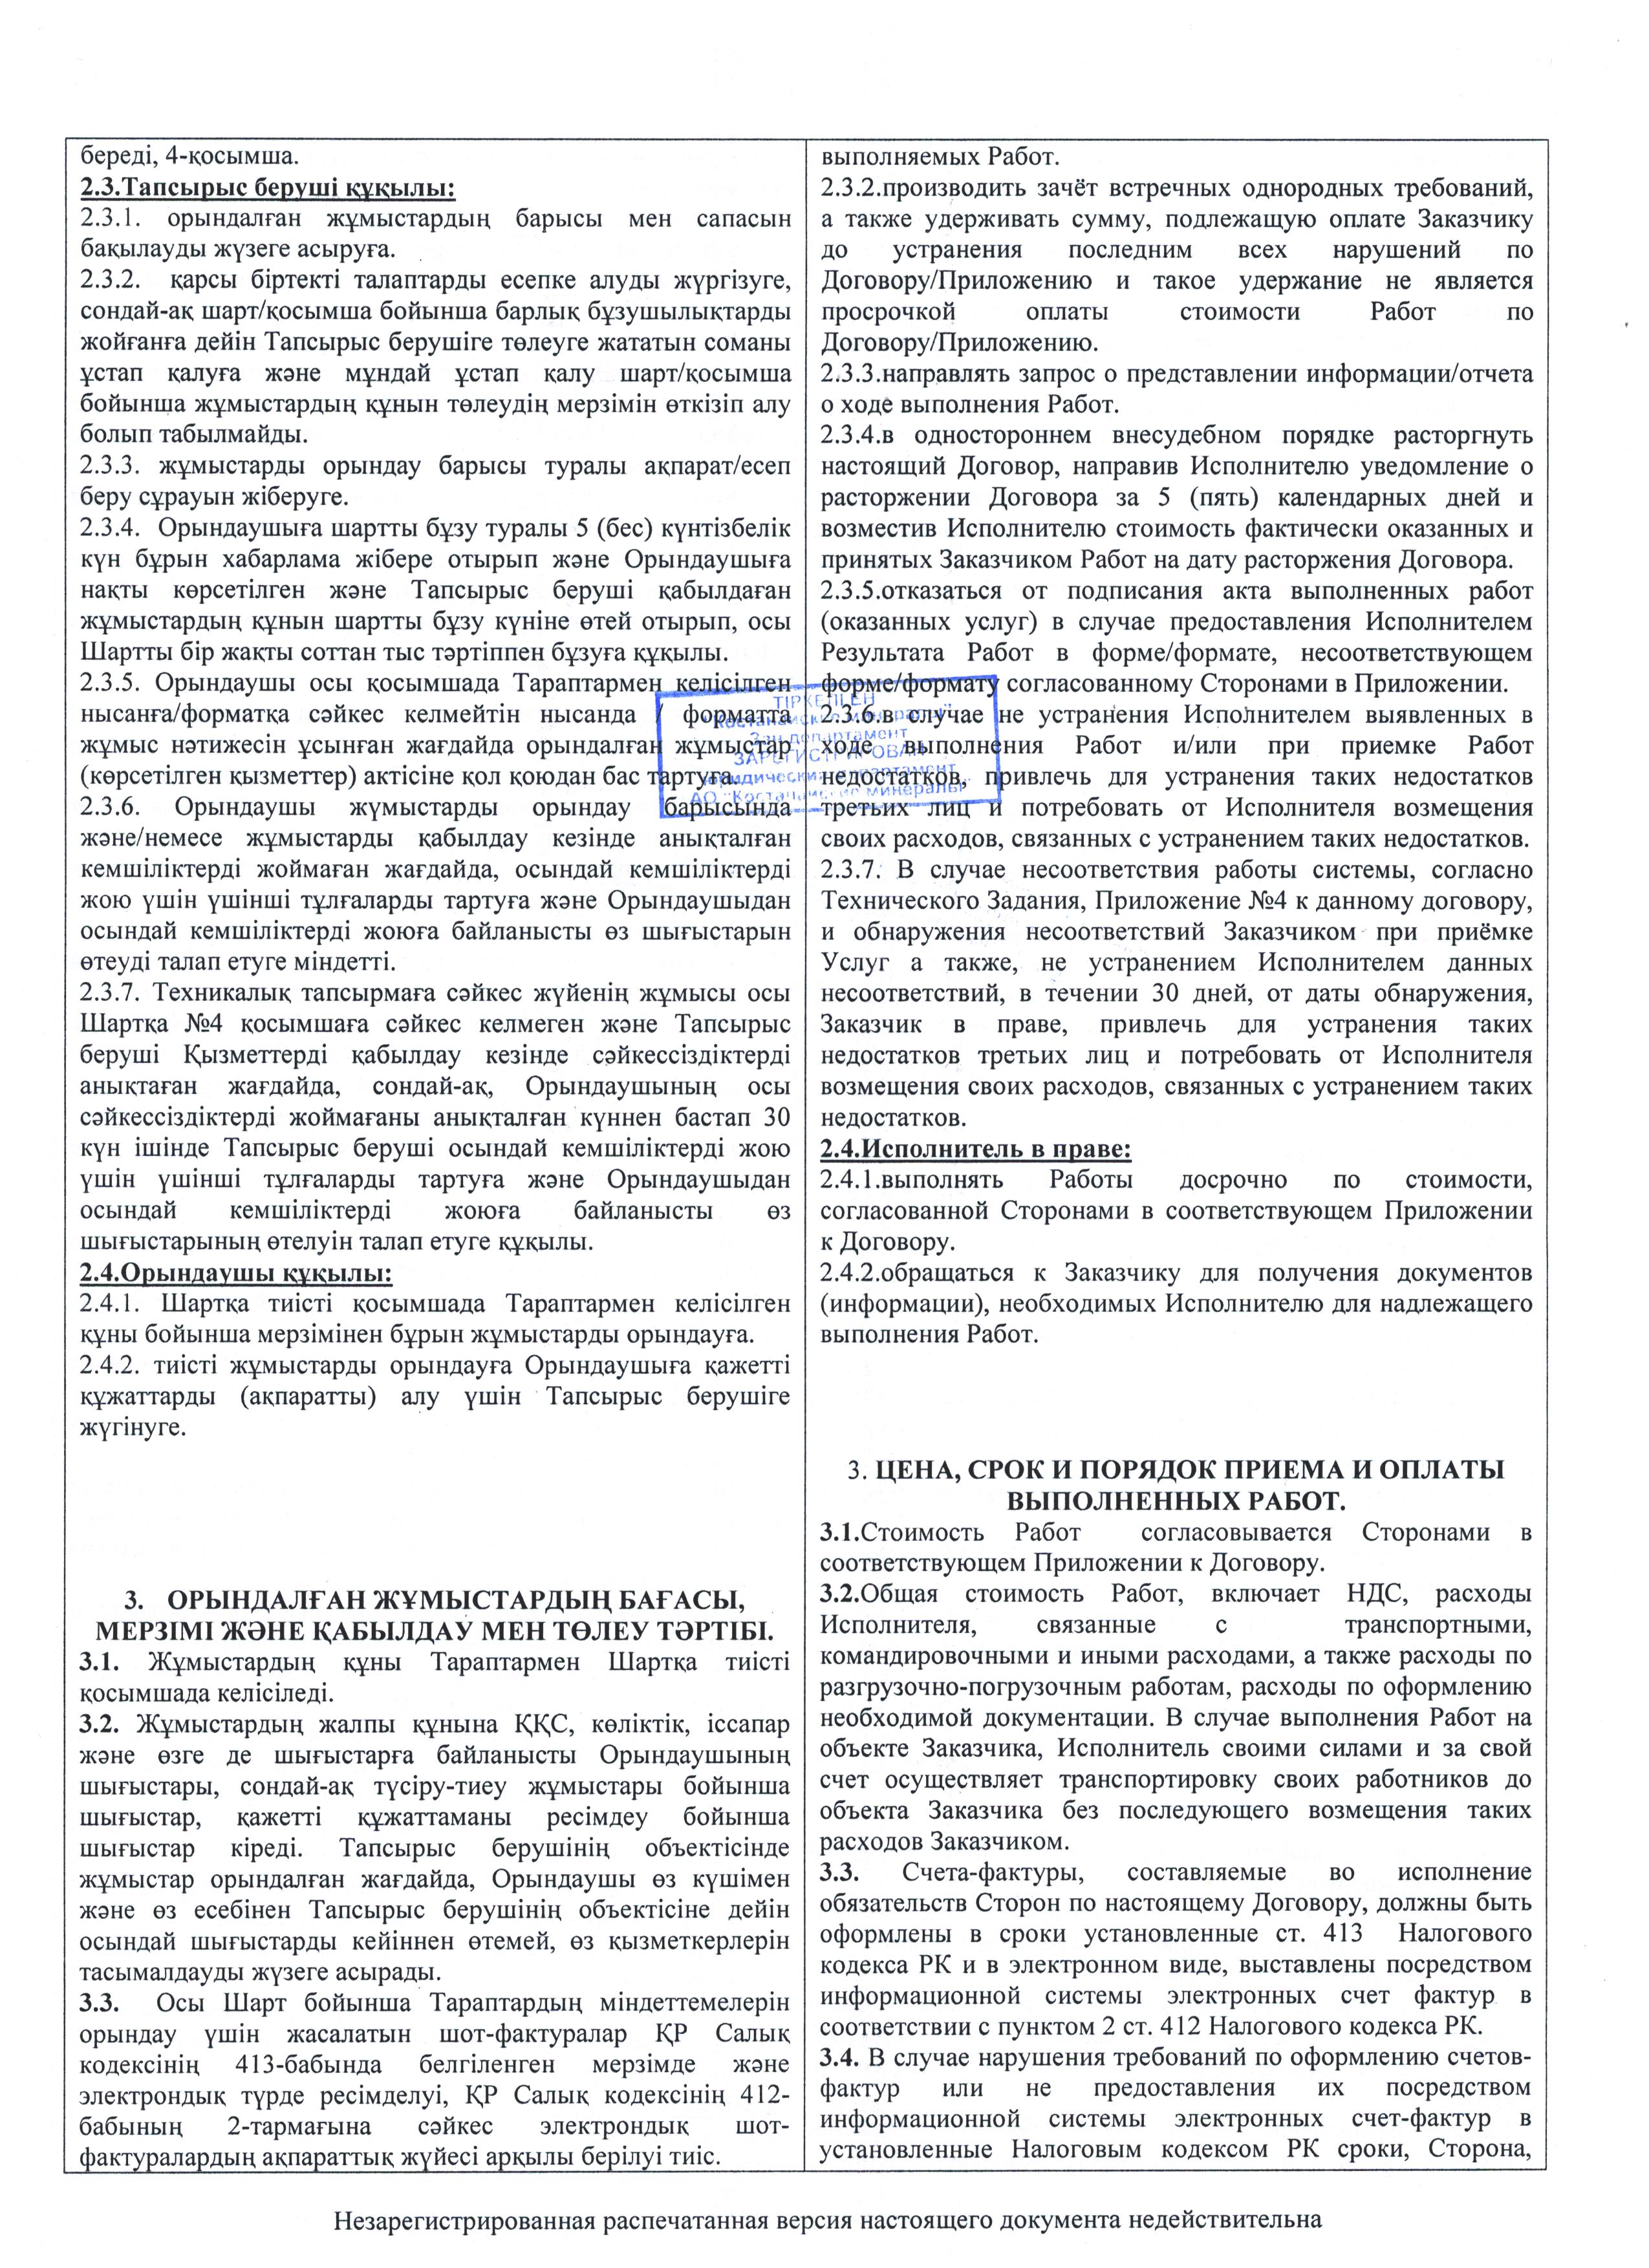 береді, 4-қосымша.
2.3.Тапсырыс беруші құқылы:
2.3.1. орындалған жұмыстардың барысы мен сапасын
бақылауды жүзеге асыруға.
2.3.2. қарсы біртекті талаптарды есепке алуды жүргізуге,
сондай-ақ шарт/қосымша бойынша барлық бұзушылықтарды
жойғанға дейін Тапсырыс берушіге төлеуге жататын соманы
ұстап қалуға және мұндай ұстап қалу шарт/қосымша
бойынша жұмыстардың құнын төлеудің мерзімін өткізіп алу
болып табылмайды.
2.3.3. жұмыстарды орындау барысы туралы ақпарат/есеп
беру сұрауын жіберуге.
2.3.4. Орындаушыға шартты бұзу туралы 5 (бес) күнтізбелік
күн бұрын хабарлама жібере отырып және Орындаушыға
нақты көрсетілген және Тапсырыс беруші қабылдаған
жұмыстардың құнын шартты бұзу күніне өтей отырып, осы
Шартты бір жақты соттан тыс тәртіппен бұзуға құқылы.
2.3.5. Орындаушы осы қосымшада Тараптармен келісілген
нысанға/форматқа сәйкес келмейтін нысанда / форматта
жұмыс нәтижесін ұсынған жағдайда орындалған жұмыстар
(көрсетілген қызметтер) актісіне қол қоюдан бас тартуға.
2.3.6. Орындаушы жүмыстарды орындау барысында
және/немесе жұмыстарды қабылдау кезінде анықталған
кемшіліктерді жоймаған жағдайда, осындай кемшіліктерді
жою үшін үшінші тұлғаларды тартуға және Орындаушыдан
осындай кемшіліктерді жоюға байланысты өз шығыстарын
өтеуді талап етуге міндетті.
2.3.7. Техникалық тапсырмаға сәйкес жүйенің жұмысы осы
Шартқа №4 қосымшаға сәйкес келмеген және Тапсырыс
беруші Қызметтерді қабылдау кезінде сәйкессіздіктерді
анықтаған жағдайда, сондай-ақ, Орындаушының осы
сәйкессіздіктерді жоймағаны анықталған күннен бастап 30
күн ішінде Тапсырыс беруші осындай кемшіліктерді жою
үшін үшінші тұлғаларды тартуға және Орындаушыдан
осындай кемшіліктерді жоюға байланысты өз
шығыстарының өтелуін талап етуге құқылы.
2.4.Орындаушы құқылы:
2.4.1. Шартқа тиісті қосымшада Тараптармен келісілген
құны бойынша мерзімінен бұрын жұмыстарды орындауға.
2.4.2. тиісті жұмыстарды орындауға Орындаушыға қажетті
құжаттарды (ақпаратты) алу үшін Тапсырыс берушіге
жүгінуге.
3. ОРЫНДАЛҒАН ЖҰМЫСТАРДЫҢ БАҒАСЫ,
МЕРЗІМІ ЖӘНЕ ҚАБЫЛДАУ МЕН ТӨЛЕУ ТӘРТІБІ.
3.1. Жұмыстардың құны Тараптармен Шартқа тиісті
қосымшада келісіледі.
3.2. Жұмыстардың жалпы құнына ҚҚС, көліктік, іссапар
және өзге де шығыстарға байланысты Орындаушының
шығыстары, сондай-ақ түсіру-тиеу жұмыстары бойынша
шығыстар, қажетті құжаттаманы ресімдеу бойынша
шығыстар кіреді. Тапсырыс берушінің объектісінде
жұмыстар орындалған жағдайда, Орындаушы өз күшімен
және өз есебінен Тапсырыс берушінің объектісіне дейін
осындай шығыстарды кейіннен өтемей, өз қызметкерлерін
тасымалдауды жүзеге асырады.
3.3. Осы Шарт бойынша Тараптардың міндеттемелерін
орындау үшін жасалатын шот-фактуралар ҚР Салық
кодексінің 413-бабында белгіленген мерзімде және
электрондық түрде ресімделуі, ҚР Салық кодексінің 412-
бабының 2-тармағына сәйкес электрондық шот-
фактуралардың ақпараттық жүйесі арқылы берілуі тиіс.
выполняемых Работ.
2.3.2.производить зачёт встречных однородных требований,
а также удерживать сумму, подлежащую оплате Заказчику
до устранения последним всех нарушений по
Договору/Приложению и такое удержание не является
просрочкой оплаты стоимости Работ по
Договору/Приложению.
2.3.3.направлять запрос о представлении информации/отчета
о ходе выполнения Работ.
2.3.4.в одностороннем внесудебном порядке расторгнуть
настоящий Договор, направив Исполнителю уведомление о
расторжении Договора за 5 (пять) календарных дней и
возместив Исполнителю стоимость фактически оказанных и
принятых Заказчиком Работ на дату расторжения Договора.
2.3.5.отказаться от подписания акта выполненных работ
(оказанных услуг) в случае предоставления Исполнителем
Результата Работ в форме/формате, несоответствующем
форме/формату согласованному Сторонами в Приложении.
2.3.6.в случае не устранения Исполнителем выявленных в
ходе выполнения Работ и/или при приемке Работ
недостатков, привлечь для устранения таких недостатков
третьих лиц и потребовать от Исполнителя возмещения
своих расходов, связанных с устранением таких недостатков.
2.3.7. В случае несоответствия работы системы, согласно
Технического Задания, Приложение №4 к данному договору,
и обнаружения несоответствий Заказчиком при приёмке
Услуг а также, не устранением Исполнителем данных
несоответствий, в течении 30 дней, от даты обнаружения,
Заказчик в праве, привлечь для устранения таких
недостатков третьих лиц и потребовать от Исполнителя
возмещения своих расходов, связанных с устранением таких
недостатков.
2.4.Исполнитель в праве:
2.4.1.выполнять Работы досрочно по стоимости,
согласованной Сторонами в соответствующем Приложении
к Договору.
2.4.2.обращаться к Заказчику для получения документов
(информации), необходимых Исполнителю для надлежащего
выполнения Работ.
3. ЦЕНА, СРОК И ПОРЯДОК ПРИЕМА И ОПЛАТЫ
ВЫПОЛНЕННЫХ РАБОТ.
3.1.Стоимость Работ согласовывается Сторонами в
соответствующем Приложении к Договору.
3.2.Общая стоимость Работ, включает НДС, расходы
Исполнителя, связанные с транспортными,
командировочными и иными расходами, а также расходы по
разгрузочно-погрузочным работам, расходы по оформлению
необходимой документации. В случае выполнения Работ на
объекте Заказчика, Исполнитель своими силами и за свой
счет осуществляет транспортировку своих работников до
объекта Заказчика без последующего возмещения таких
расходов Заказчиком.
3.3. Счета-фактуры, составляемые во исполнение
обязательств Сторон по настоящему Договору, должны быть
оформлены в сроки установленные ст. 413 Налогового
кодекса РК и в электронном виде, выставлены посредством
информационной системы электронных счет фактур в
соответствии с пунктом 2 ст. 412 Налогового кодекса РК.
3.4. В случае нарушения требований по оформлению счетов-
фактур или не предоставления их посредством
информационной системы электронных счет-фактур в
установленные Налоговым кодексом РК сроки, Сторона,
ТІРКЕЛГЕН
"Костанайские минералы"
Заң департамент
ЗАРЕГИСТРИРОВАН
юридический департамент
АО "Костанайские минералы"
Незарегистрированная распечатанная версия настоящего документа недействительна